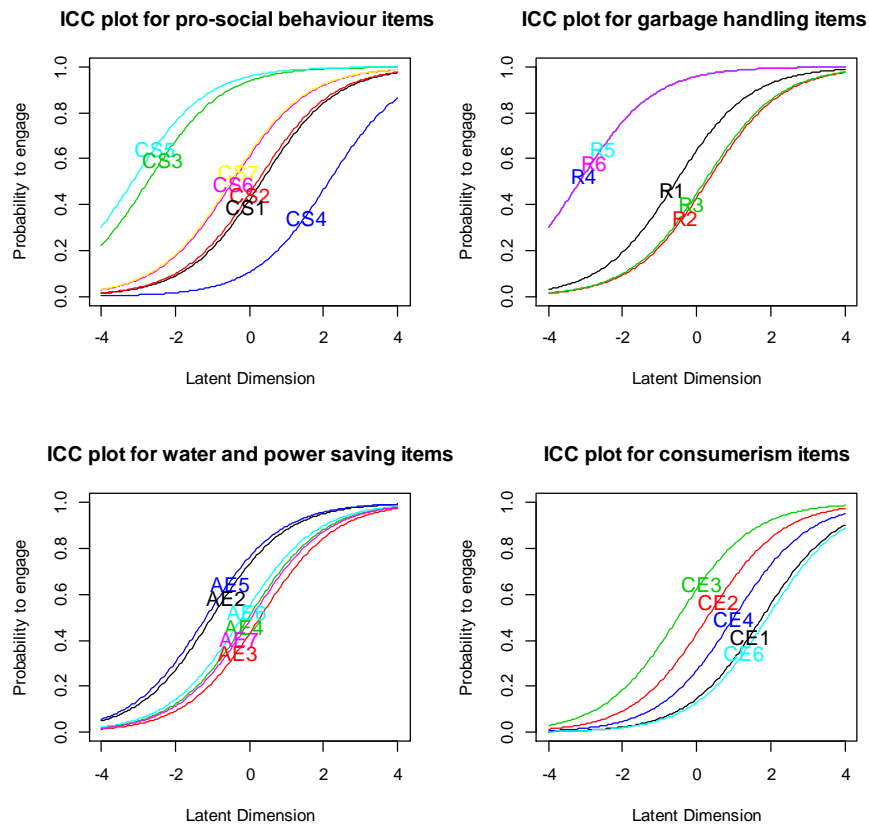 ICC plot for pro-social behaviour items
Probability to engage
1.0
0.8
0.6
0.4
0.2
0.0
CS5
CS3
CS7
CS6
CS2
CS1
CS4
-4 -2 0 2 4
Latent Dimension
ICC plot for garbage handling items
Probability to engage
1.0
0.8
0.6
0.4
0.2
0.0
R5
R6
R4
R1
R3
R2
-4 -2 0 2 4
Latent Dimension
ICC plot for water and power saving items
Probability to engage
1.0
0.8
0.6
0.4
0.2
0.0
AE5
AE2
AE6
AE4
AE7
AE3
-4 -2 0 2 4
Latent Dimension
ICC plot for consumerism items
Probability to engage
1.0
0.8
0.6
0.4
0.2
0.0
CE3
CE2
CE4
CE1
CE6
-4 -2 0 2 4
Latent Dimension